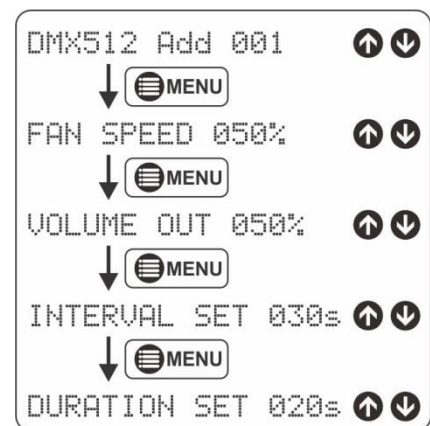 DMX512 Add 001
MENU
FAN SPEED 050%
MENU
VOLUME OUT 050%
MENU
INTERVAL SET 030s
MENU
DURATION SET 020s